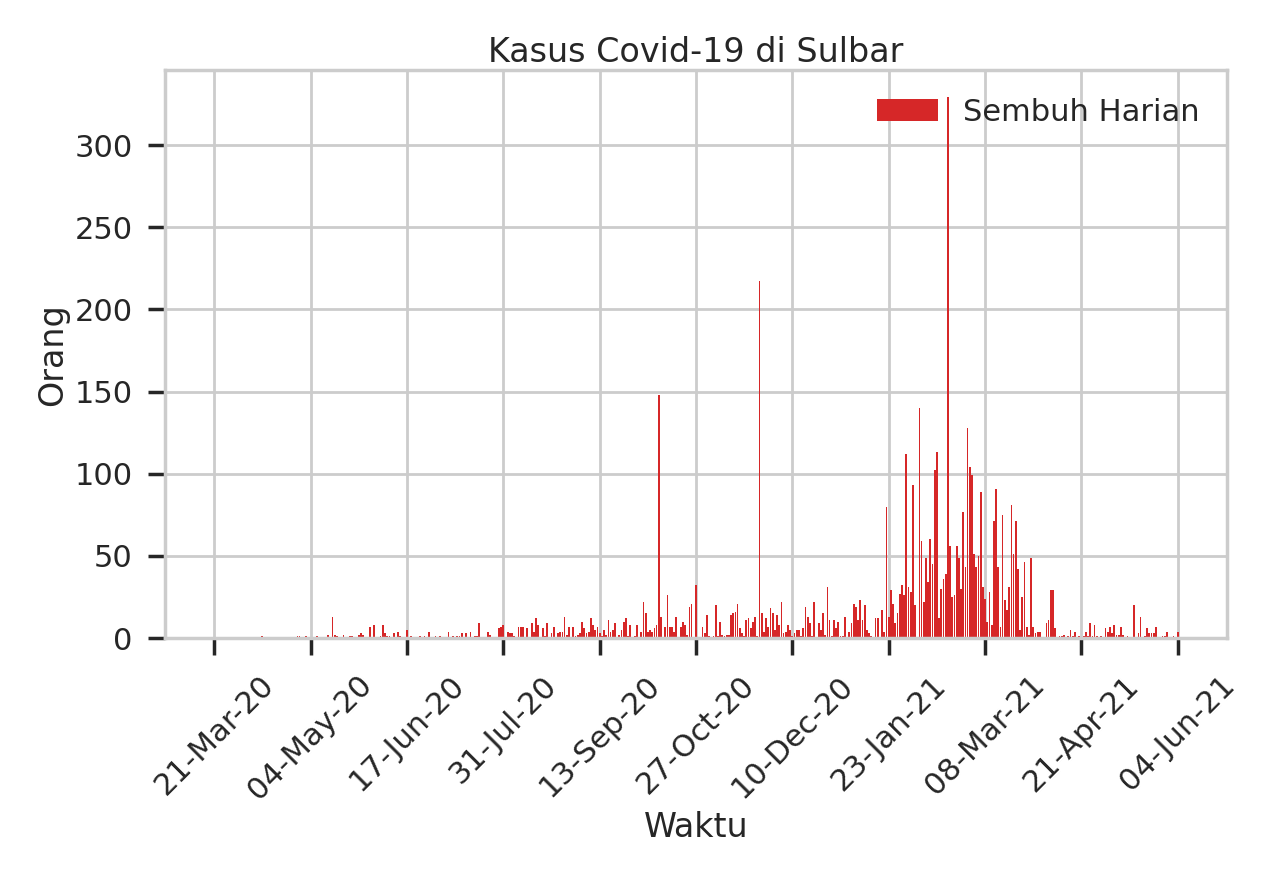 Kasus Covid-19 di Sulbar
Sembuh Harian
Orang
300
250
200
150
100
50
0
21-Mar-20
04-May-20
17-Jun-20
31-Jul-20
13-Sep-20
27-Oct-20
10-Dec-20
23-Jan-21
08-Mar-21
21-Apr-21
04-Jun-21
Waktu